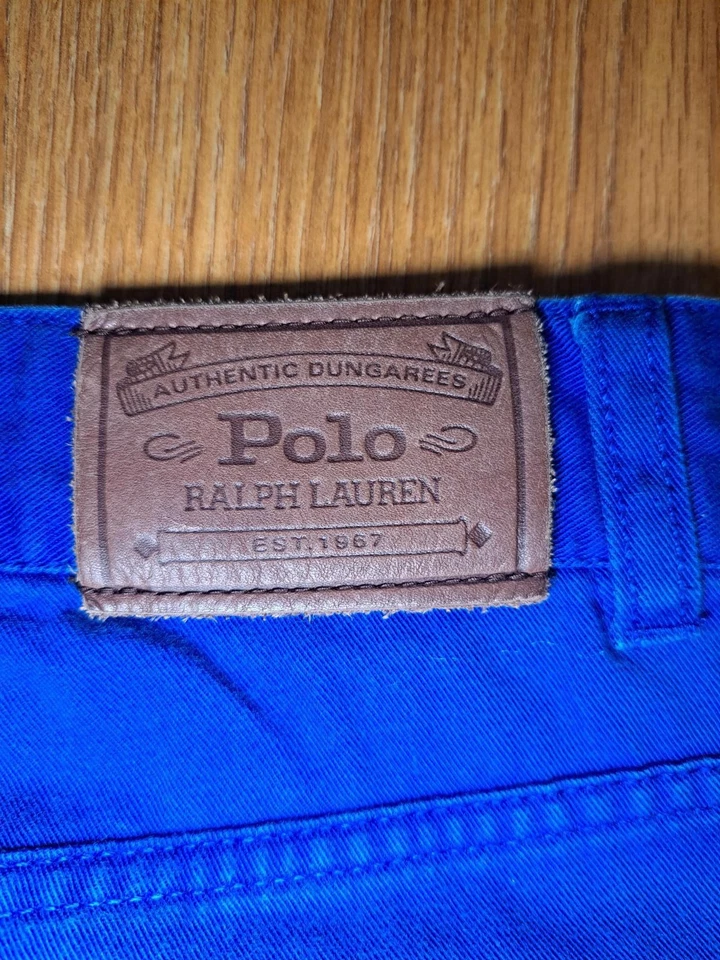 AUTHENTIC DUNGAREES
Polo
RALPH LAUREN
EST. 1967